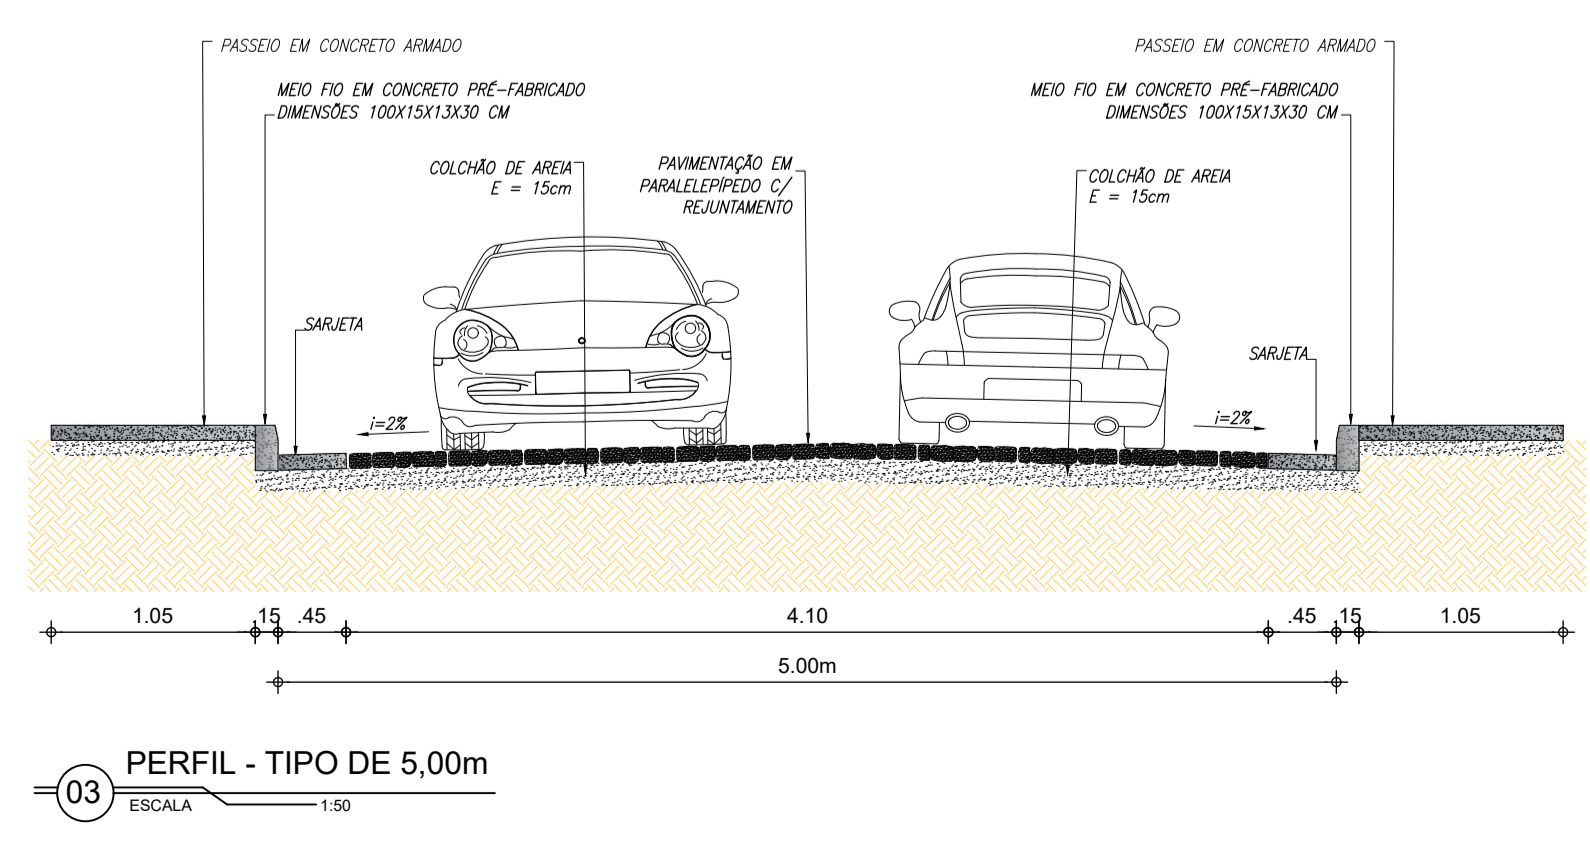 PASSEIO EM CONCRETO ARMADO
PASSEIO EM CONCRETO ARMADO
MEIO FIO EM CONCRETO PRÉ-FABRICADO
DIMENSÕES 100X15X13X30 CM
MEIO FIO EM CONCRETO PRÉ-FABRICADO
DIMENSÕES 100X15X13X30 CM
COLCHÃO DE AREIA
E = 15cm
PAVIMENTAÇÃO EM
PARALELEPÍPEDO C/
REJUNTAMENTO
COLCHÃO DE AREIA
E = 15cm
SARJETA
SARJETA
i=2%
i=2%
1.05 .15 .45 4.10 .45 .15 1.05
5.00m
PERFIL - TIPO DE 5,00m
03
ESCALA 1:50